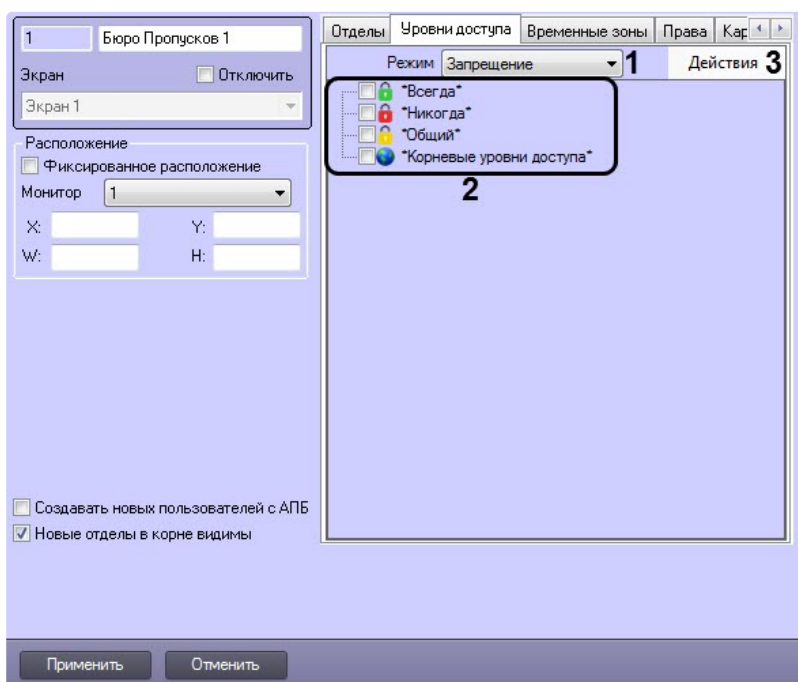 1 Бюро Пропусков 1
Экран Отключить
Экран 1
Расположение
Фиксированное расположение
Монитор 1
X: Y:
W: H:
Создавать новых пользователей с АПБ
Новые отделы в корне видимы
Отделы Уровни доступа Временные зоны Права Кар
Режим Запрещение 1 Действия 3
*Всегда*
*Никогда*
*Общий*
*Корневые уровни доступа*
2
Применить Отменить